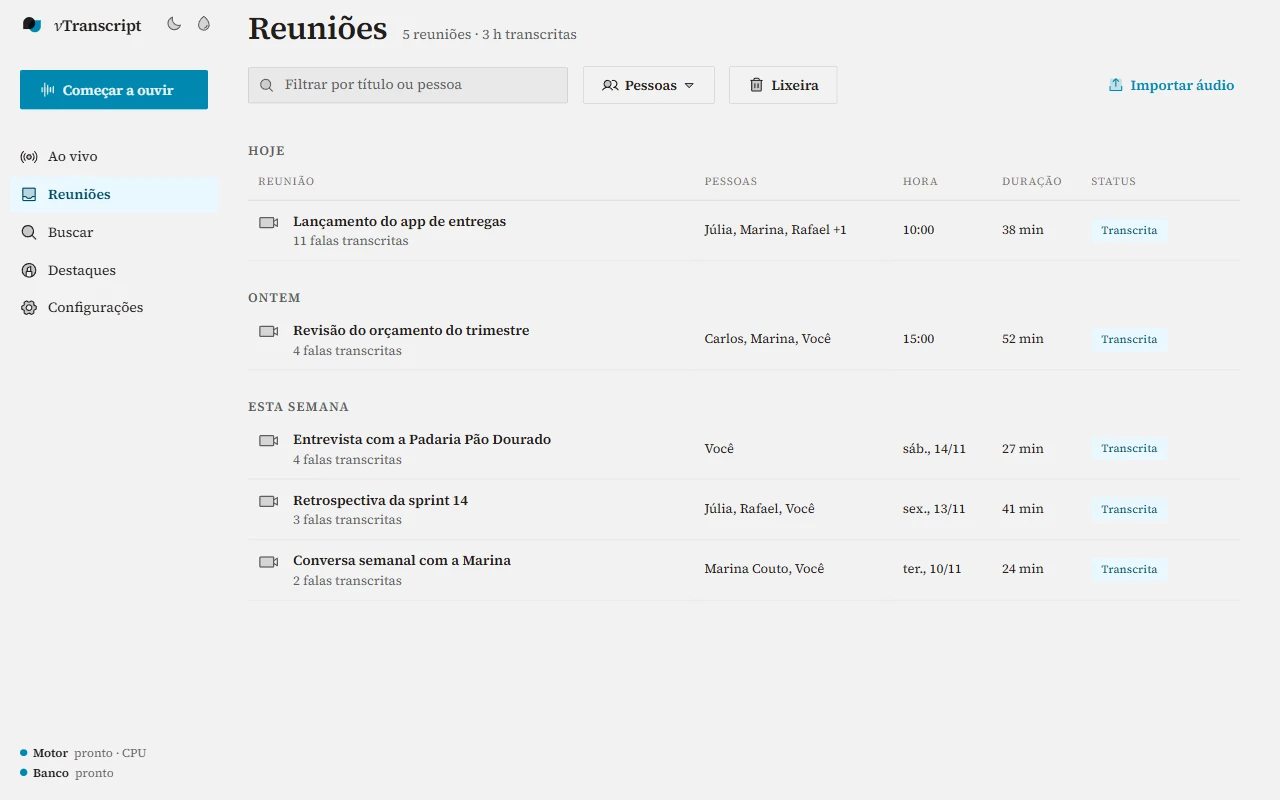 vTranscript
Começar a ouvir
Ao vivo
Reuniões
Buscar
Destaques
Configurações
Motor pronto · CPU
Banco pronto
Reuniões 5 reuniões · 3 h transcritas
Filtrar por título ou pessoa Pessoas Lixeira Importar áudio
HOJE
REUNIÃO PESSOAS HORA DURAÇÃO STATUS
Lançamento do app de entregas
11 falas transcritas
Júlia, Marina, Rafael +1 10:00 38 min Transcrita
ONTEM
Revisão do orçamento do trimestre
4 falas transcritas
Carlos, Marina, Você 15:00 52 min Transcrita
ESTA SEMANA
Entrevista com a Padaria Pão Dourado
4 falas transcritas
Você sáb., 14/11 27 min Transcrita
Retrospectiva da sprint 14
3 falas transcritas
Júlia, Rafael, Você sex., 13/11 41 min Transcrita
Conversa semanal com a Marina
2 falas transcritas
Marina Couto, Você ter., 10/11 24 min Transcrita